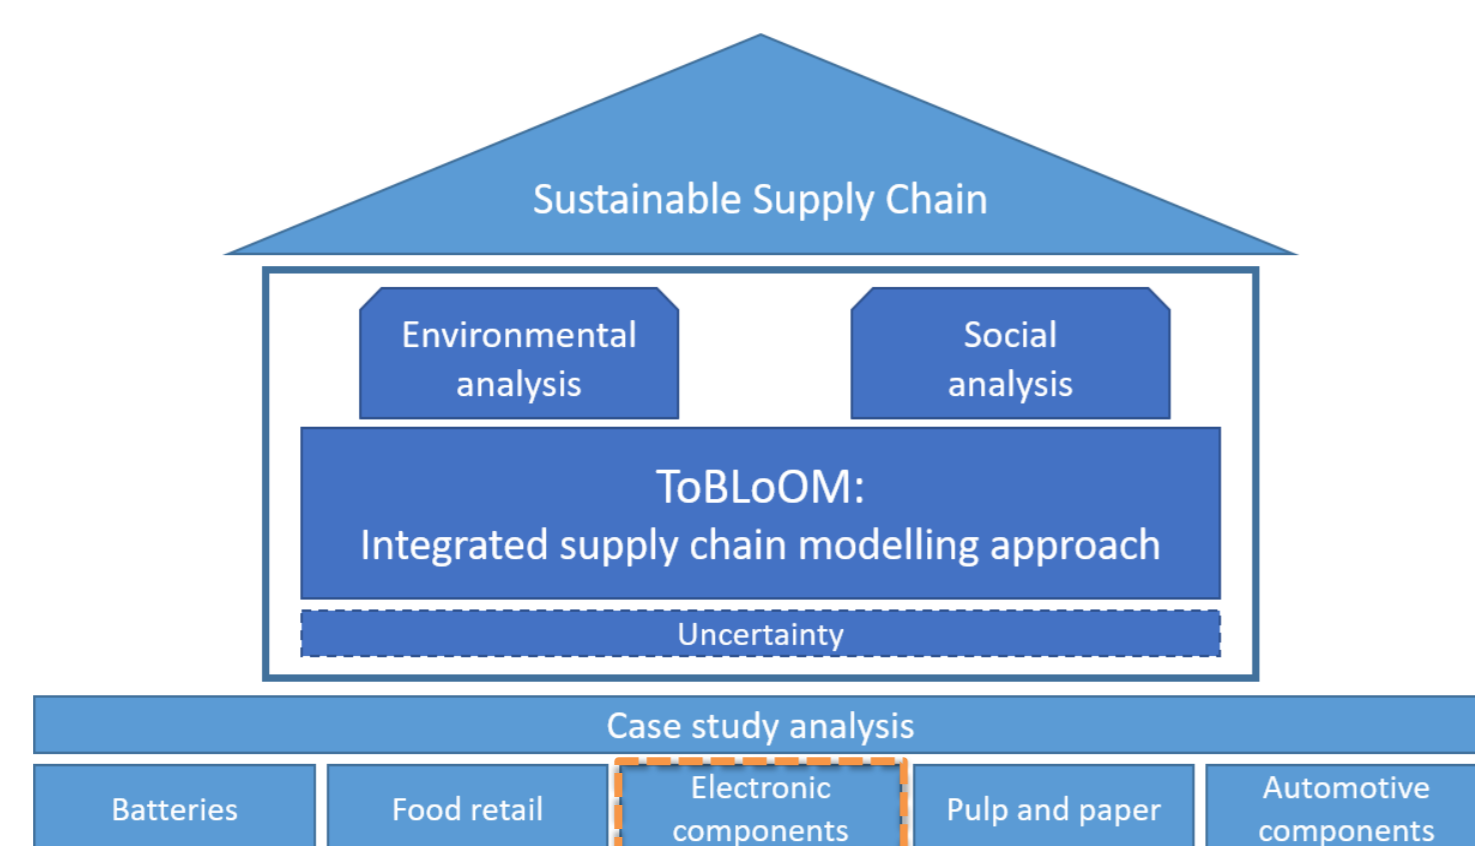 Sustainable Supply Chain
Environmental
analysis
Social
analysis
ToBLoOM:
Integrated supply chain modelling approach
Uncertainty
Case study analysis
Batteries
Food retail
Electronic
components
Pulp and paper
Automotive
components